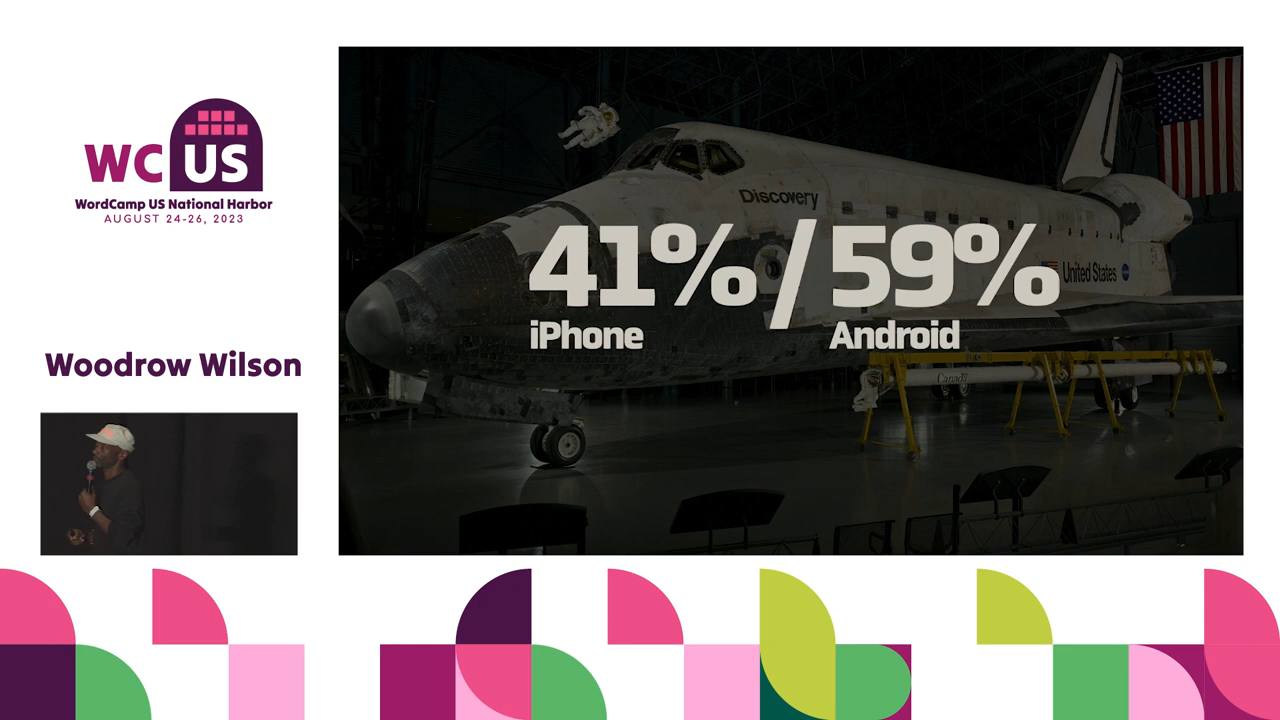 WC US
WordCamp US National Harbor
AUGUST 24-26, 2023
Woodrow Wilson
Discovery
United States
41% / 59%
iPhone Android
Canada